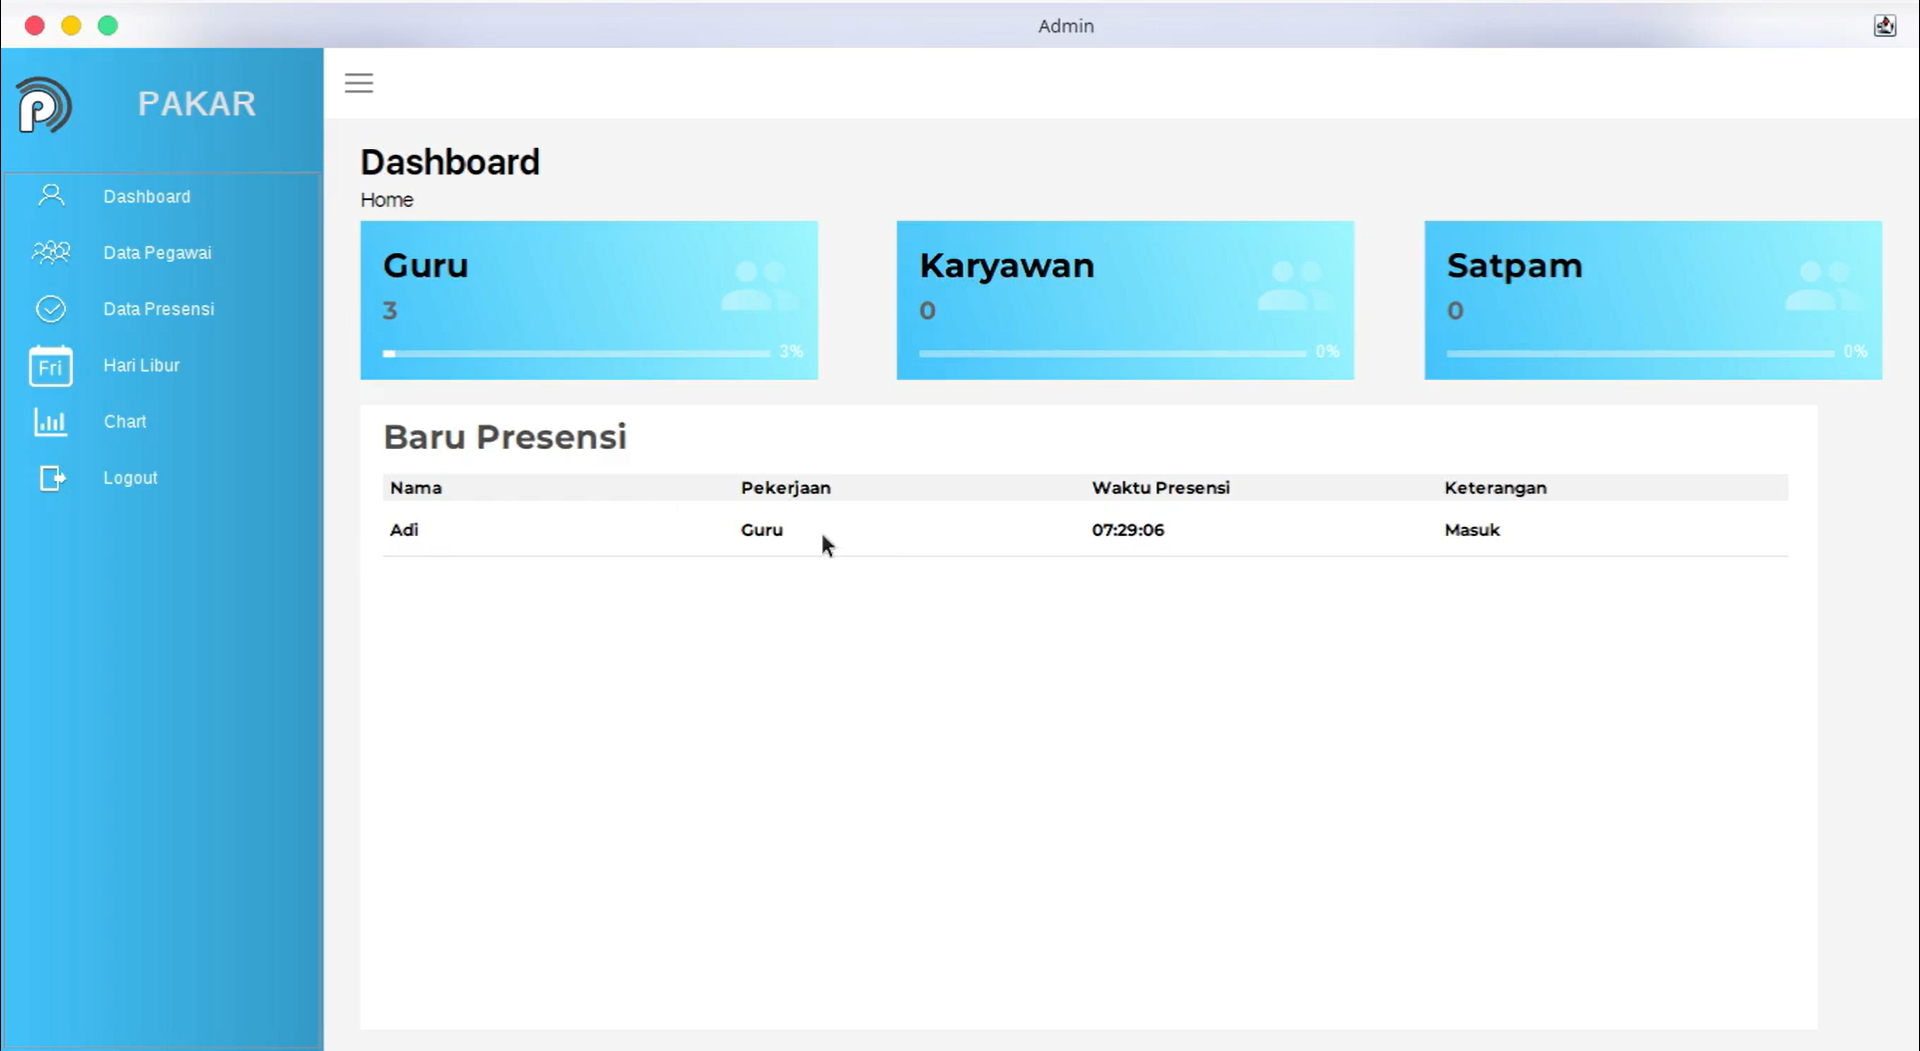 Admin
PAKAR
Dashboard
Data Pegawai
Data Presensi
Fri Hari Libur
Chart
Logout
Dashboard
Home
Guru
3
3%
Karyawan
0
0%
Satpam
0
0%
Baru Presensi
Nama Pekerjaan Waktu Presensi Keterangan
Adi Guru 07:29:06 Masuk